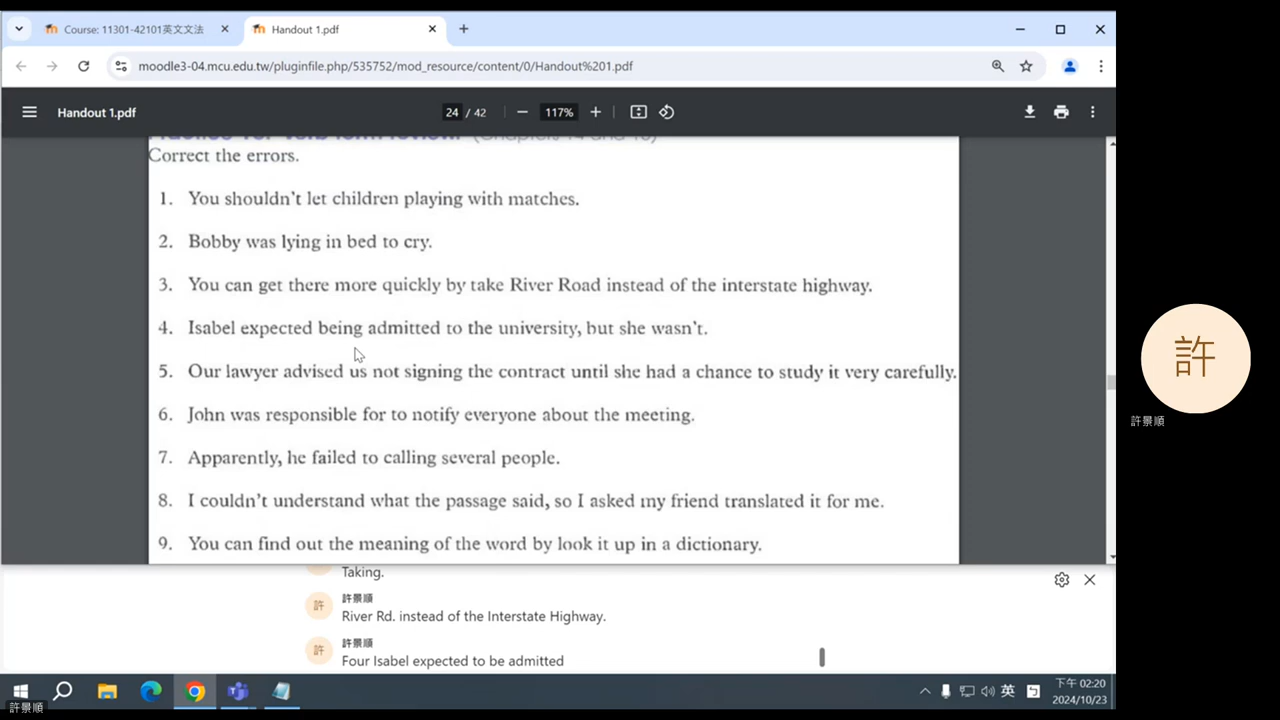 Course: 11301-42101英文文法
Handout 1.pdf
moodle3-04.mcu.edu.tw/pluginfile.php/535752/mod_resource/content/0/Handout%201.pdf
Handout 1.pdf
24 / 42
117%
Correct the errors.
1. You shouldn't let children playing with matches.
2. Bobby was lying in bed to cry.
3. You can get there more quickly by take River Road instead of the interstate highway.
4. Isabel expected being admitted to the university, but she wasn't.
5. Our lawyer advised us not signing the contract until she had a chance to study it very carefully.
6. John was responsible for to notify everyone about the meeting.
7. Apparently, he failed to calling several people.
8. I couldn't understand what the passage said, so I asked my friend translated it for me.
9. You can find out the meaning of the word by look it up in a dictionary.
Taking.
許 許景順
River Rd. instead of the Interstate Highway.
許 許景順
Four Isabel expected to be admitted
許
許景順
英
下午 02:20
2024/10/23
許景順